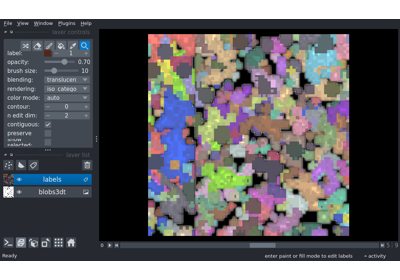 File View Window Plugins Help
layer controls
label: 1
opacity: 0.70
brush size: 10
blending: translucen
rendering: iso_catego
color mode: auto
contour: 0
n edit dim: 2
contiguous:
preserve
show
selected:
layer list
labels
blobs3dt
enter paint or fill mode to edit labels activity